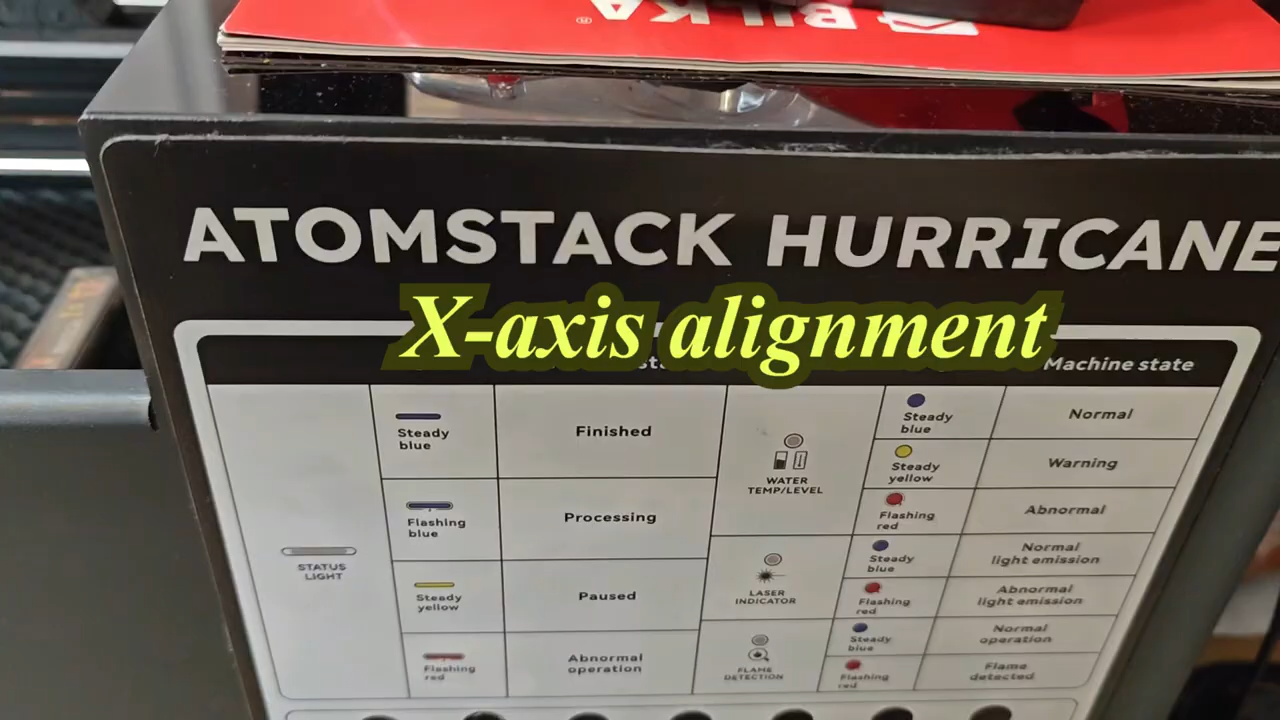 BILKA®
ATOMSTACK HURRICANE
X-axis alignment
Machine state
STATUS
LIGHT
Steady
blue
Finished
Flashing
blue
Processing
Steady
yellow
Paused
Flashing
red
Abnormal
operation
WATER
TEMP/LEVEL
Steady
blue
Normal
Steady
yellow
Warning
Flashing
red
Abnormal
LASER
INDICATOR
Steady
blue
Normal
light emission
Flashing
red
Abnormal
light emission
FLAME
DETECTION
Steady
blue
Normal
operation
Flashing
red
Flame
detected